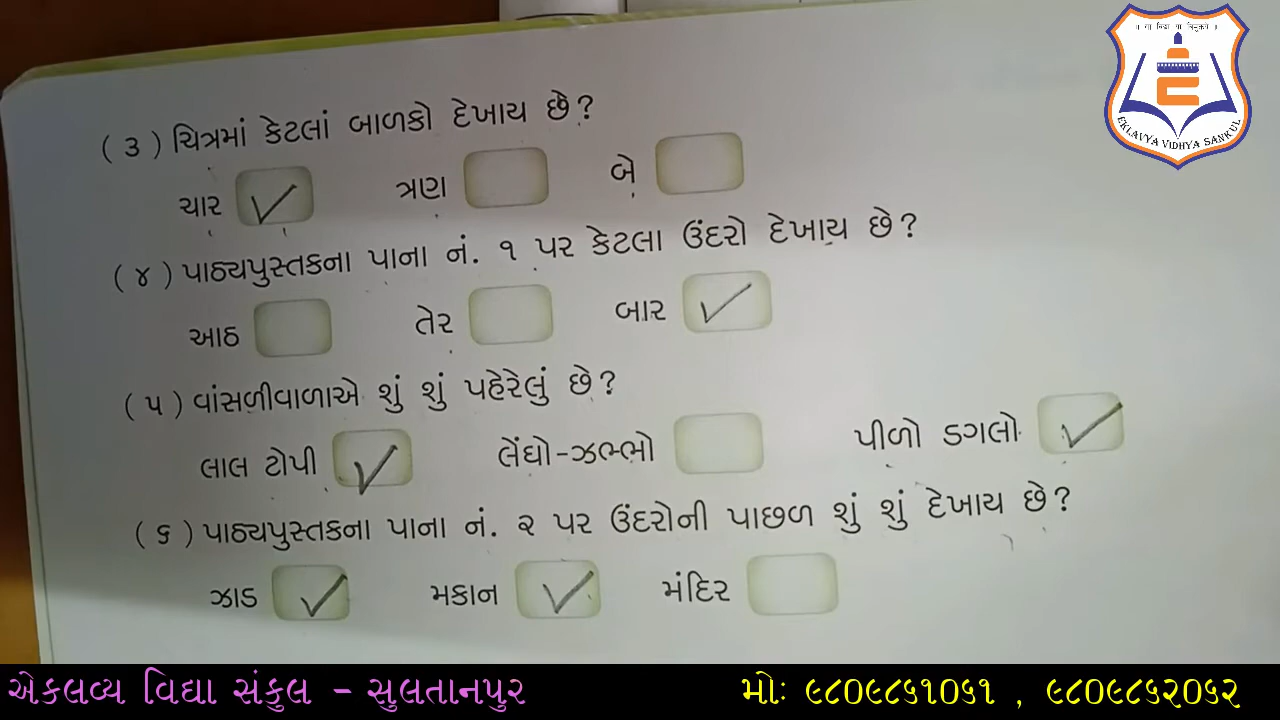 ॥ सा विद्या या विमुक्तये ॥
EKLAVYA VIDHYA SANKUL
(૩) ચિત્રમાં કેટલાં બાળકો દેખાય છે?
ચાર ✓ ત્રણ બે
(૪) પાઠ્યપુસ્તકના પાના નં. ૧ પર કેટલા ઉંદરો દેખાય છે?
આઠ તેર બાર ✓
(૫) વાંસળીવાળાએ શું શું પહેરેલું છે?
લાલ ટોપી ✓ લેંઘો-ઝભ્ભો પીળો ડગલો ✓
(૬) પાઠ્યપુસ્તકના પાના નં. ૨ પર ઉંદરોની પાછળ શું શું દેખાય છે?
ઝાડ ✓ મકાન ✓ મંદિર
એકલવ્ય વિદ્યા સંકુલ - સુલતાનપુર
મોઃ ૯૮૦૯૮૬૧૦૬૧ , ૯૮૦૯૮૬૨૦૬૨